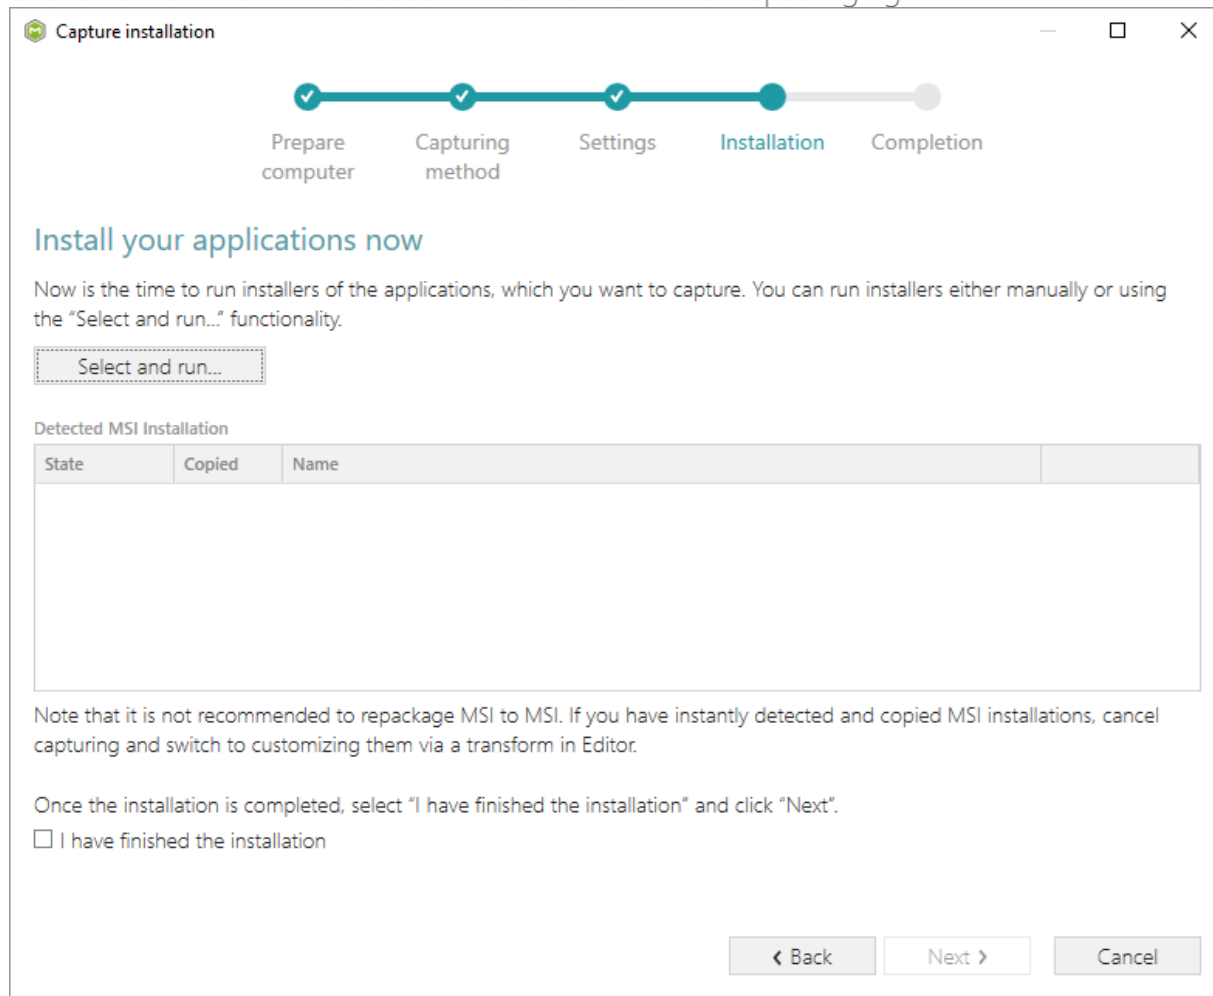 Capture installation
Prepare
computer
Capturing
method
Settings
Installation
Completion
Install your applications now
Now is the time to run installers of the applications, which you want to capture. You can run installers either manually or using
the “Select and run...” functionality.
Select and run...
Detected MSI Installation
State Copied Name
Note that it is not recommended to repackage MSI to MSI. If you have instantly detected and copied MSI installations, cancel
capturing and switch to customizing them via a transform in Editor.
Once the installation is completed, select “I have finished the installation” and click “Next”.
I have finished the installation
Back
Next
Cancel